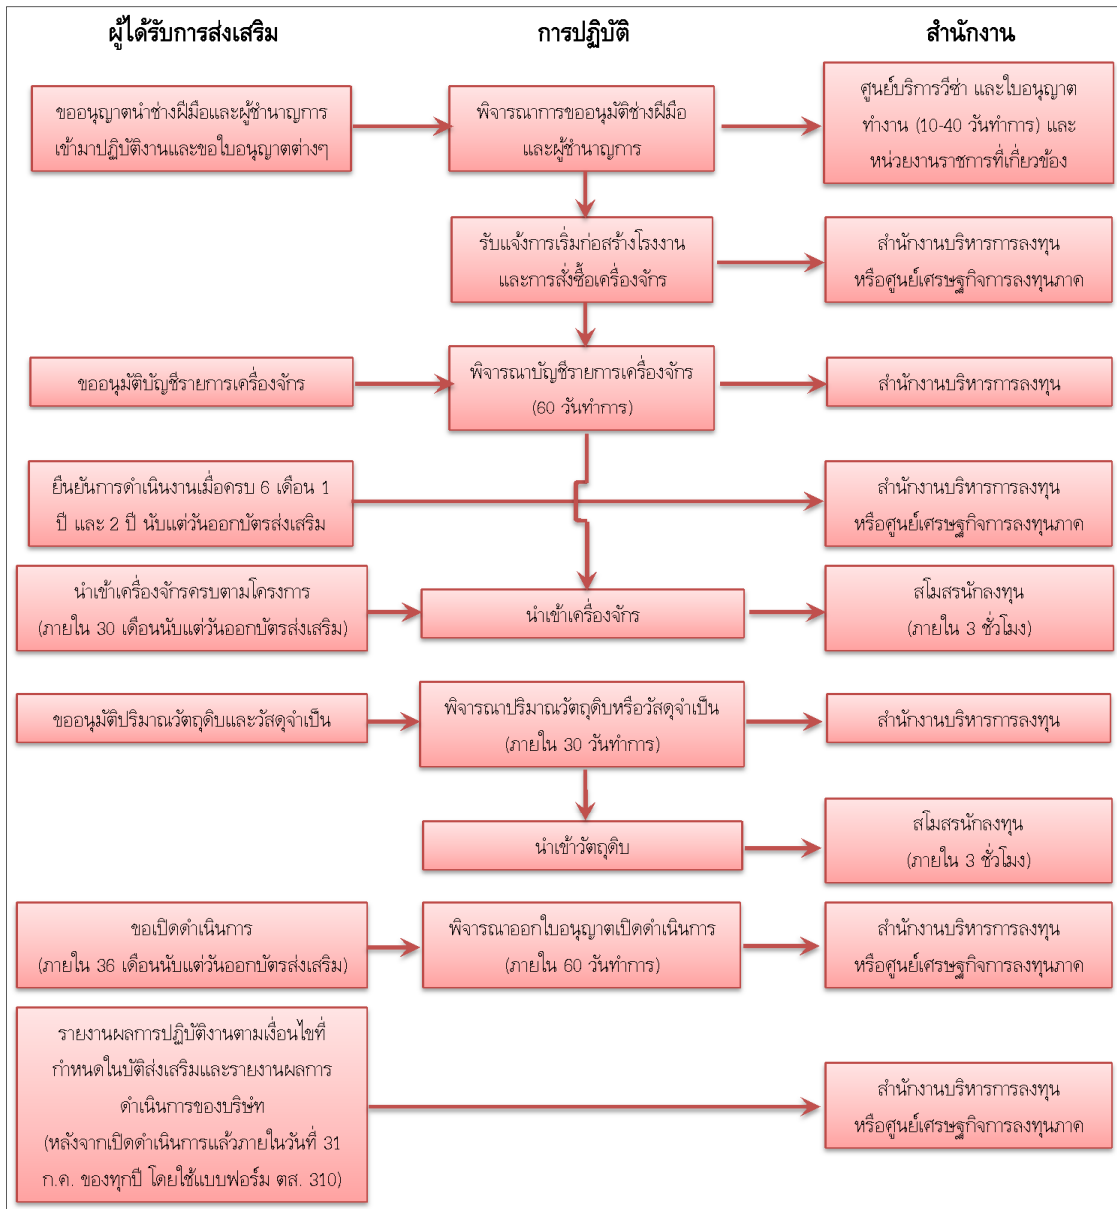 ผู้ได้รับการส่งเสริม
การปฏิบัติ
สำนักงาน
ขออนุญาตนำช่างฝีมือและผู้ชำนาญการ
เข้ามาปฏิบัติงานและขอใบอนุญาตต่างๆ
พิจารณาการขออนุมัติช่างฝีมือ
และผู้ชำนาญการ
ศูนย์บริการวีซ่า และใบอนุญาต
ทำงาน (10-40 วันทำการ) และ
หน่วยงานราชการที่เกี่ยวข้อง
รับแจ้งการเริ่มก่อสร้างโรงงาน
และการสั่งซื้อเครื่องจักร
สำนักงานบริหารการลงทุน
หรือศูนย์เศรษฐกิจการลงทุนภาค
ขออนุมัติบัญชีรายการเครื่องจักร
พิจารณาบัญชีรายการเครื่องจักร
(60 วันทำการ)
สำนักงานบริหารการลงทุน
ยืนยันการดำเนินงานเมื่อครบ 6 เดือน 1
ปี และ 2 ปี นับแต่วันออกบัตรส่งเสริม
สำนักงานบริหารการลงทุน
หรือศูนย์เศรษฐกิจการลงทุนภาค
นำเข้าเครื่องจักรครบตามโครงการ
(ภายใน 30 เดือนนับแต่วันออกบัตรส่งเสริม)
นำเข้าเครื่องจักร
สโมสรนักลงทุน
(ภายใน 3 ชั่วโมง)
ขออนุมัติปริมาณวัตถุดิบและวัสดุจำเป็น
พิจารณาปริมาณวัตถุดิบหรือวัสดุจำเป็น
(ภายใน 30 วันทำการ)
สำนักงานบริหารการลงทุน
นำเข้าวัตถุดิบ
สโมสรนักลงทุน
(ภายใน 3 ชั่วโมง)
ขอเปิดดำเนินการ
(ภายใน 36 เดือนนับแต่วันออกบัตรส่งเสริม)
พิจารณาออกใบอนุญาตเปิดดำเนินการ
(ภายใน 60 วันทำการ)
สำนักงานบริหารการลงทุน
หรือศูนย์เศรษฐกิจการลงทุนภาค
รายงานผลการปฏิบัติงานตามเงื่อนไขที่
กำหนดในบัติส่งเสริมและรายงานผลการ
ดำเนินการของบริษัท
(หลังจากเปิดดำเนินการแล้วภายในวันที่ 31
ก.ค. ของทุกปี โดยใช้แบบฟอร์ม ตส. 310)
สำนักงานบริหารการลงทุน
หรือศูนย์เศรษฐกิจการลงทุนภาค